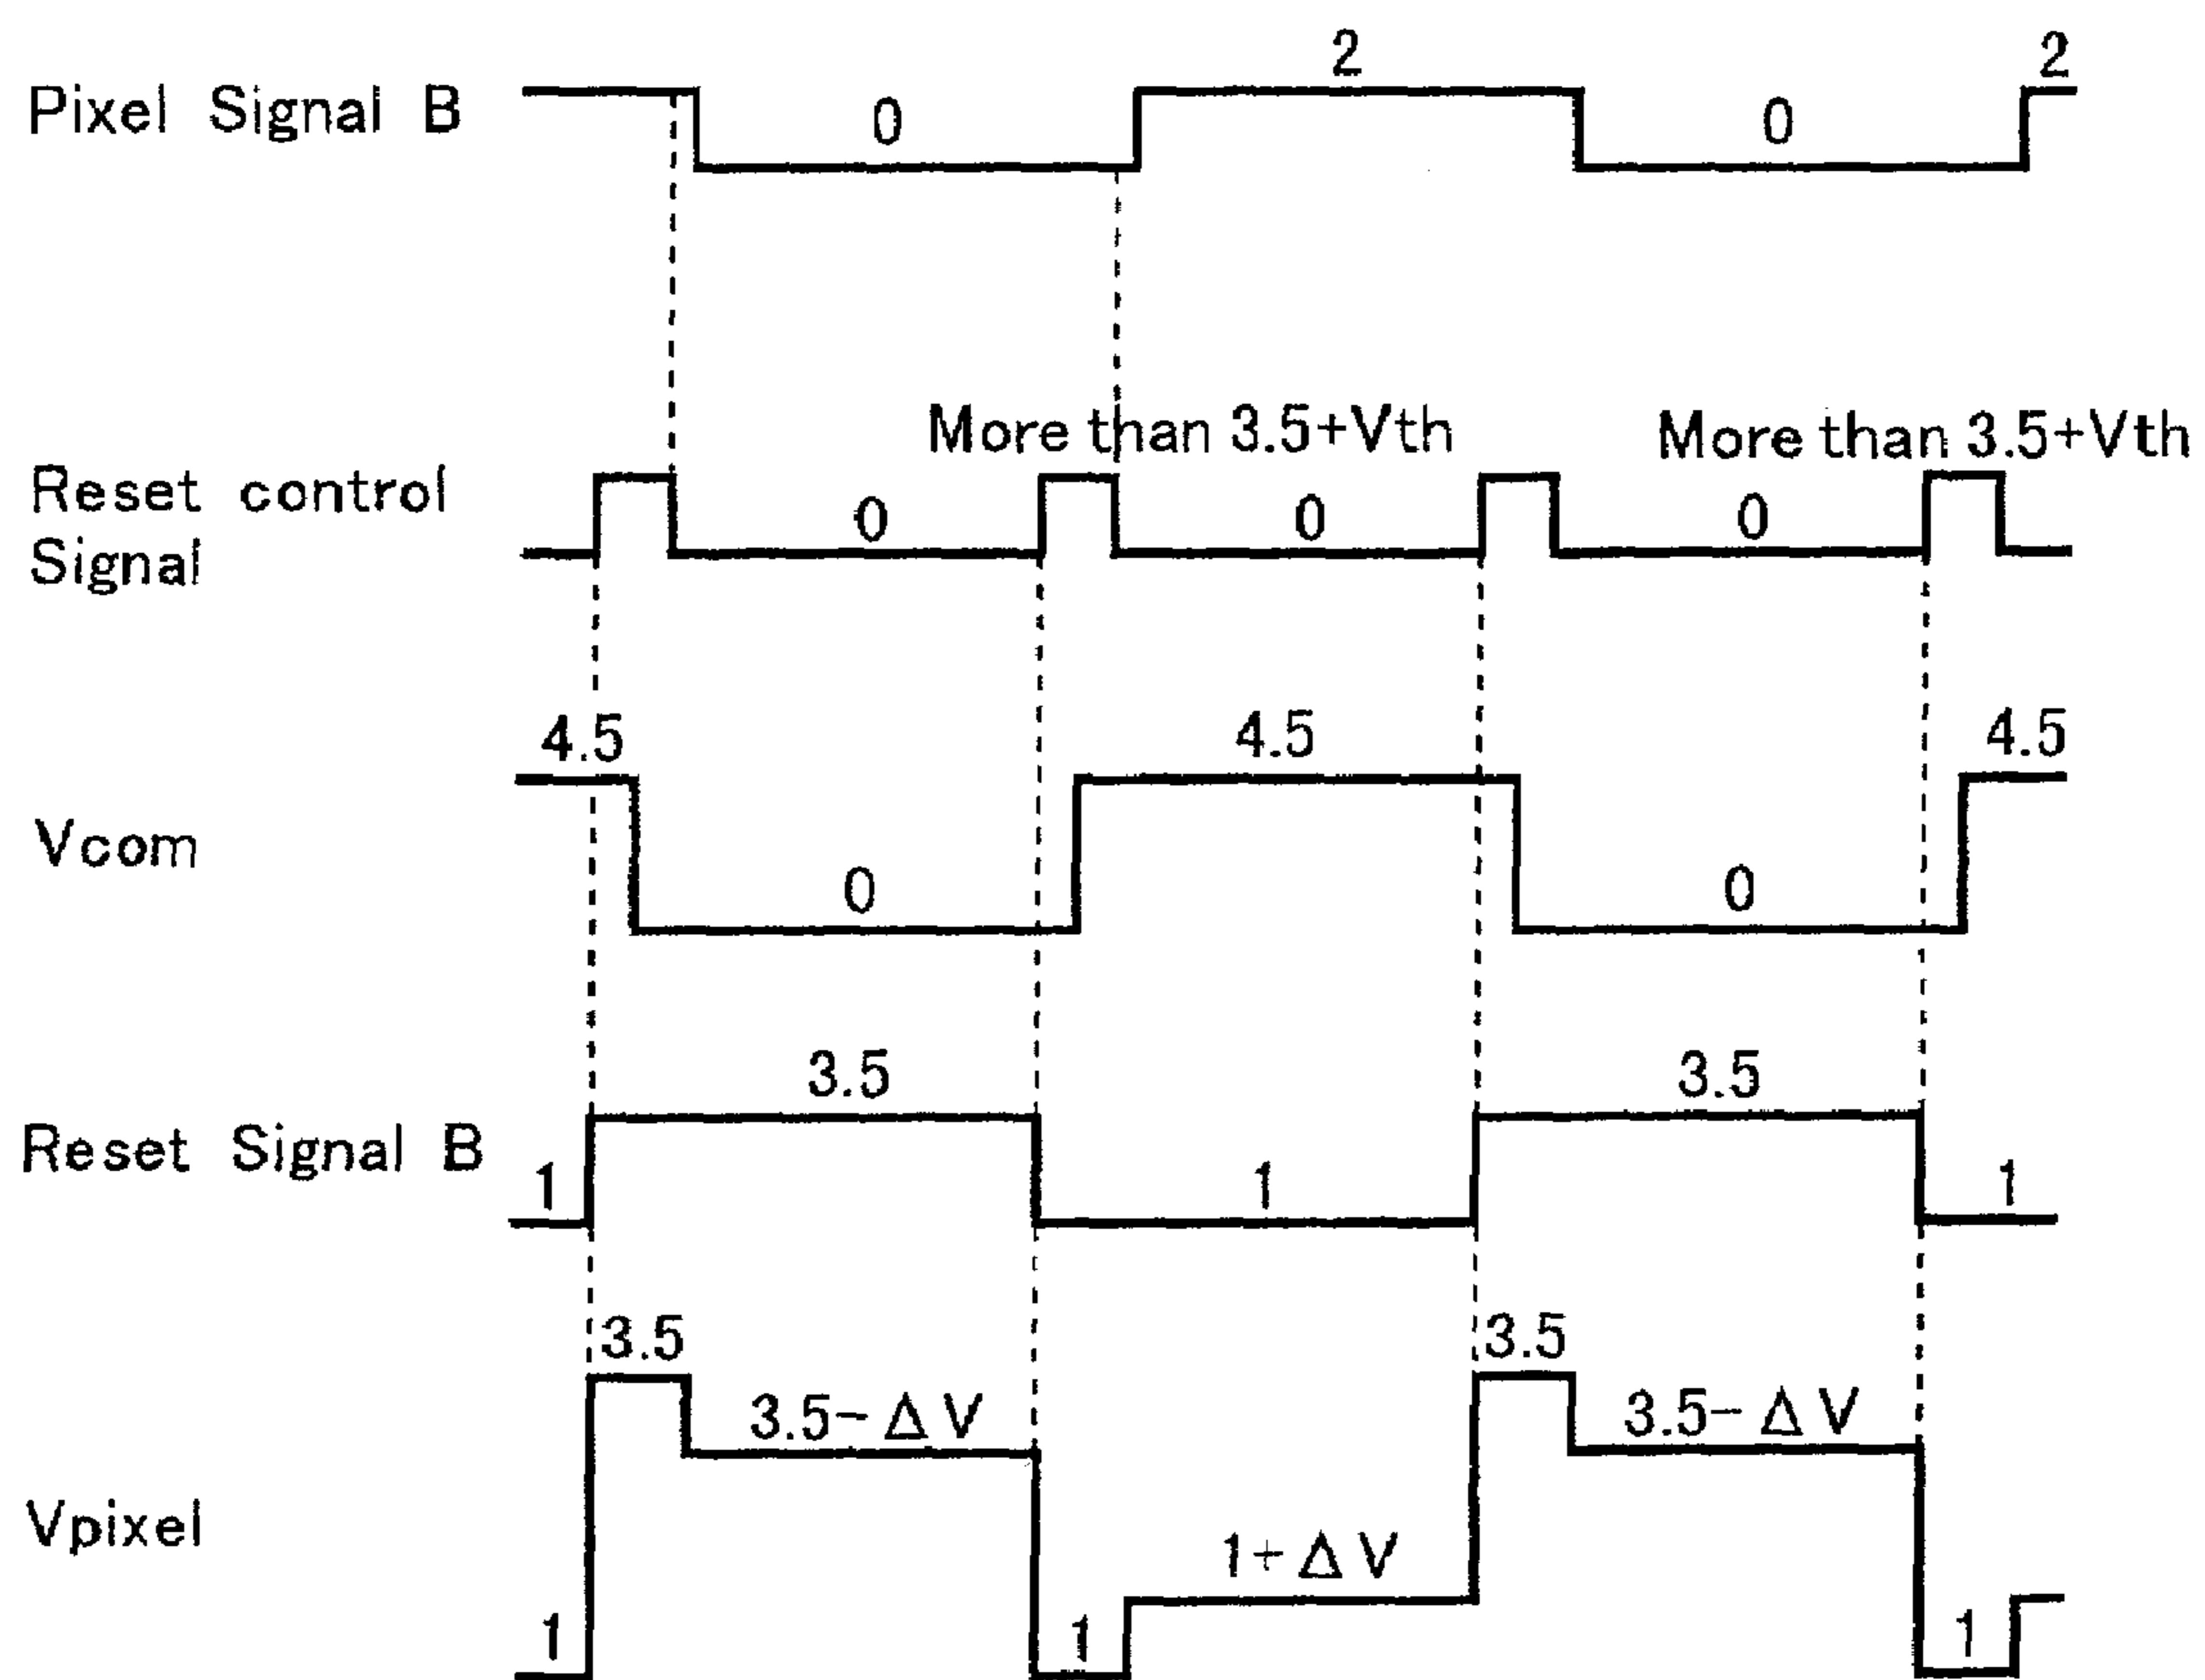 2
2
Pixel Signal B
0
0
More than 3.5+Vth
More than 3.5+Vth
Reset control
Signal
0
0
0
4.5
4.5
4.5
Vcom
0
0
3.5
3.5
Reset Signal B
1
1
1
3.5
3.5
3.5-ΔV
3.5-ΔV
Vpixel
1+ΔV
1
1
1